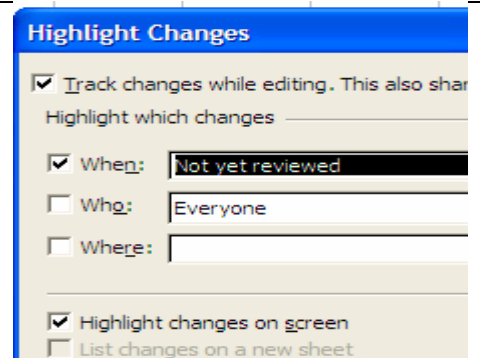 Highlight Changes
Track changes while editing. This also shar
Highlight which changes
When: Not yet reviewed
Who: Everyone
Where:
Highlight changes on screen
List changes on a new sheet